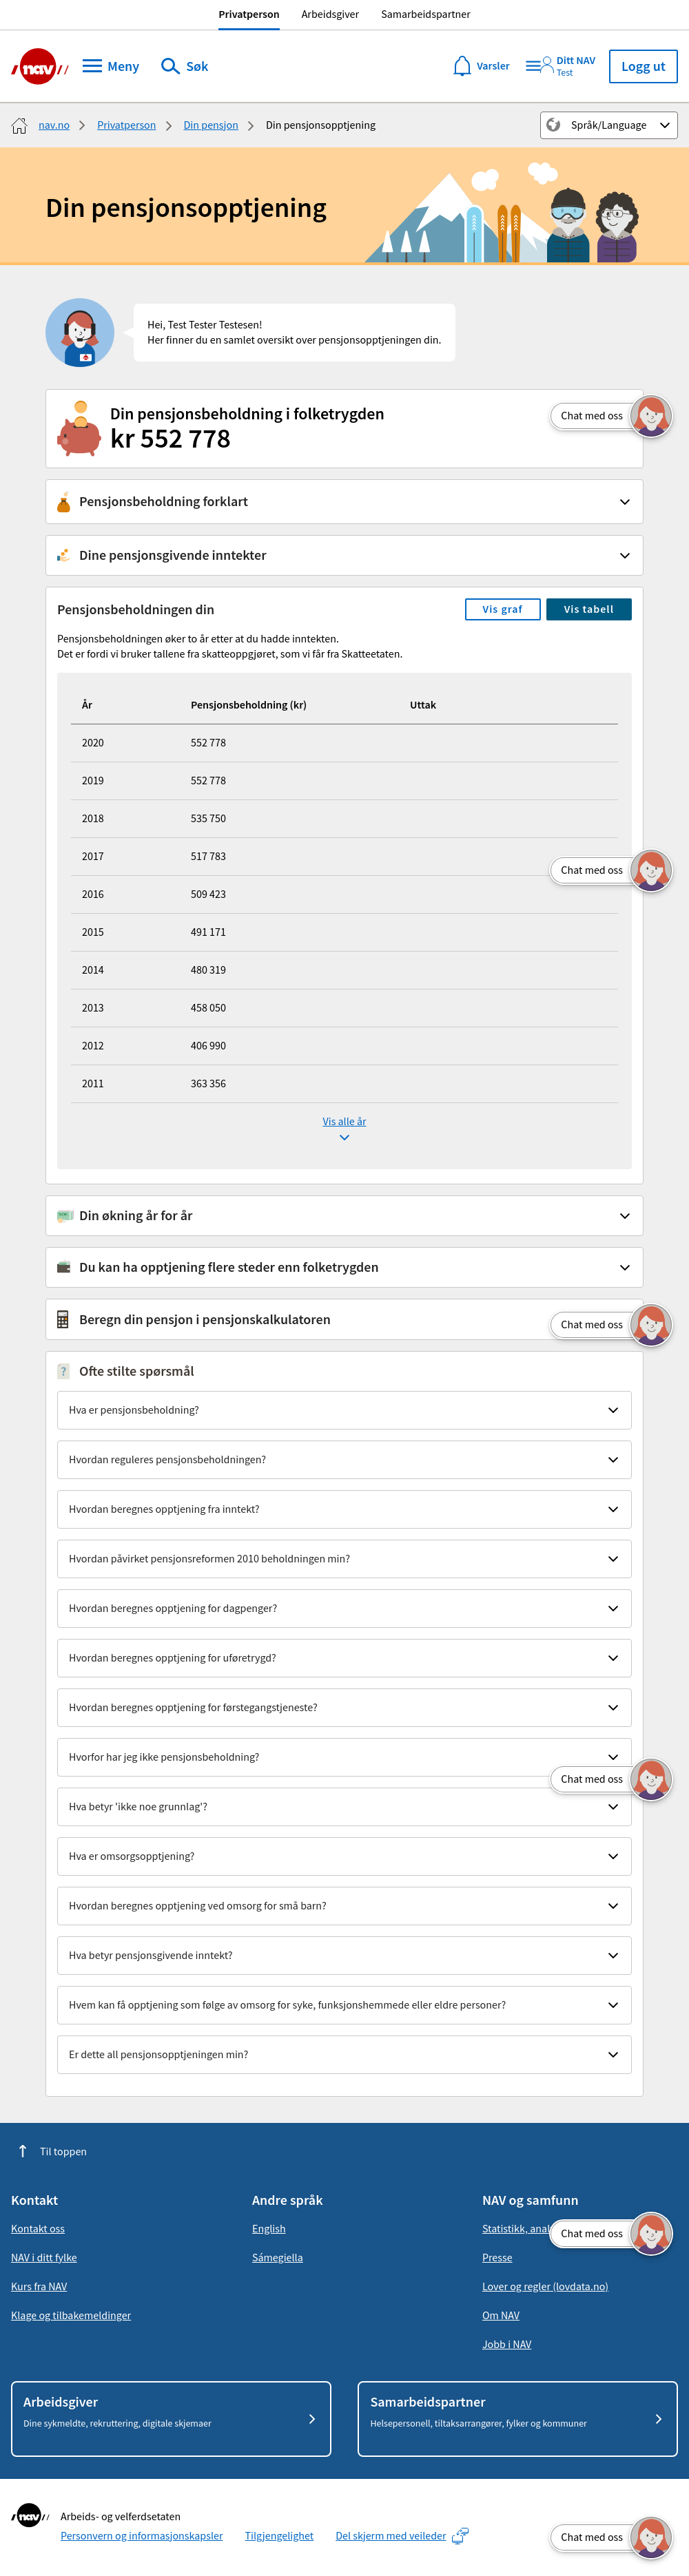 Privatperson Arbeidsgiver Samarbeidspartner
nav Meny Søk Varsler Ditt NAV Logg ut
Test
nav.no Privatperson Din pensjon Din pensjonsopptjening Språk/Language
Din pensjonsopptjening
Hei, Test Tester Testesen!
Her finner du en samlet oversikt over pensjonsopptjeningen din.
Din pensjonsbeholdning i folketrygden
Chat med oss
kr 552 778
Pensjonsbeholdning forklart
Dine pensjonsgivende inntekter
Pensjonsbeholdningen din Vis graf Vis tabell
Pensjonsbeholdningen øker to år etter at du hadde inntekten.
Det er fordi vi bruker tallene fra skatteoppgjøret, som vi får fra Skatteetaten.
År Pensjonsbeholdning (kr) Uttak
2020 552 778
2019 552 778
2018 535 750
2017 517 783
Chat med oss
2016 509 423
2015 491 171
2014 480 319
2013 458 050
2012 406 990
2011 363 356
Vis alle år
Din økning år for år
Du kan ha opptjening flere steder enn folketrygden
Beregn din pensjon i pensjonskalkulatoren
Chat med oss
? Ofte stilte spørsmål
Hva er pensjonsbeholdning?
Hvordan reguleres pensjonsbeholdningen?
Hvordan beregnes opptjening fra inntekt?
Hvordan påvirket pensjonsreformen 2010 beholdningen min?
Hvordan beregnes opptjening for dagpenger?
Hvordan beregnes opptjening for uføretrygd?
Hvordan beregnes opptjening for førstegangstjeneste?
Hvorfor har jeg ikke pensjonsbeholdning?
Chat med oss
Hva betyr 'ikke noe grunnlag'?
Hva er omsorgsopptjening?
Hvordan beregnes opptjening ved omsorg for små barn?
Hva betyr pensjonsgivende inntekt?
Hvem kan få opptjening som følge av omsorg for syke, funksjonshemmede eller eldre personer?
Er dette all pensjonsopptjeningen min?
Til toppen
Kontakt Andre språk NAV og samfunn
Kontakt oss English Statistikk, Chat med oss
NAV i ditt fylke Sámegiella Presse
Kurs fra NAV Lover og regler (lovdata.no)
Klage og tilbakemeldinger Om NAV
Jobb i NAV
Arbeidsgiver Samarbeidspartner
Dine sykmeldte, rekruttering, digitale skjemaer Helsepersonell, tiltaksarrangører, fylker og kommuner
nav Arbeids- og velferdsetaten
Personvern og informasjonskapsler Tilgjengelighet Del skjerm med veileder Chat med oss